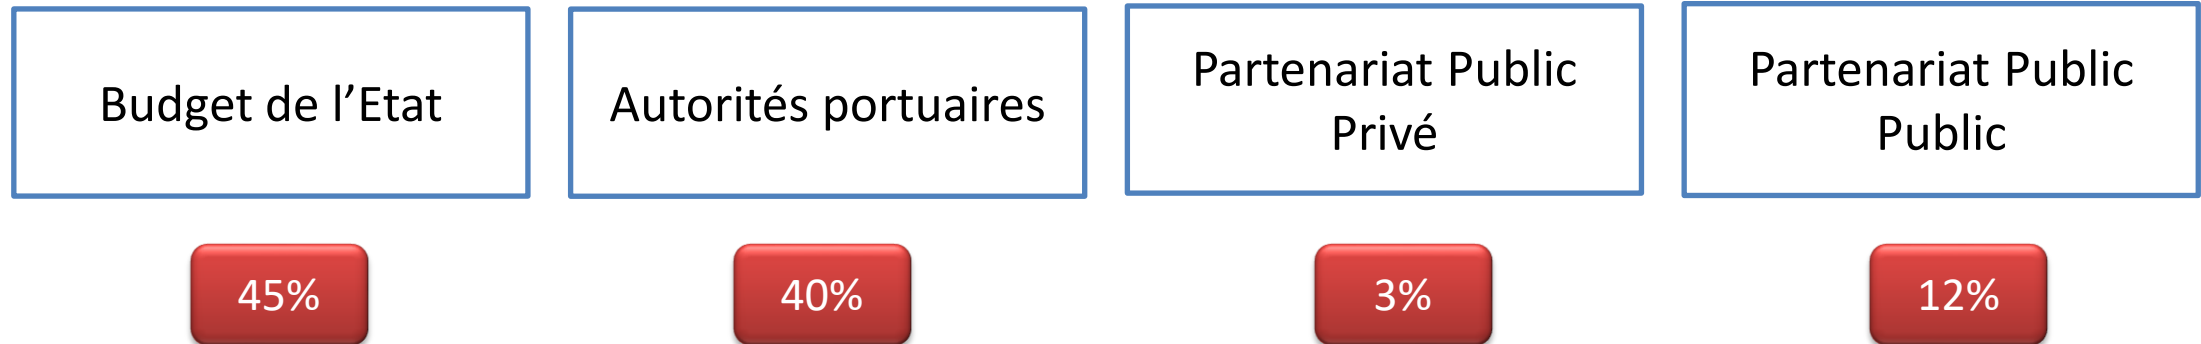 Budget de l’Etat
Autorités portuaires
Partenariat Public
Privé
Partenariat Public
Public
45%
40%
3%
12%